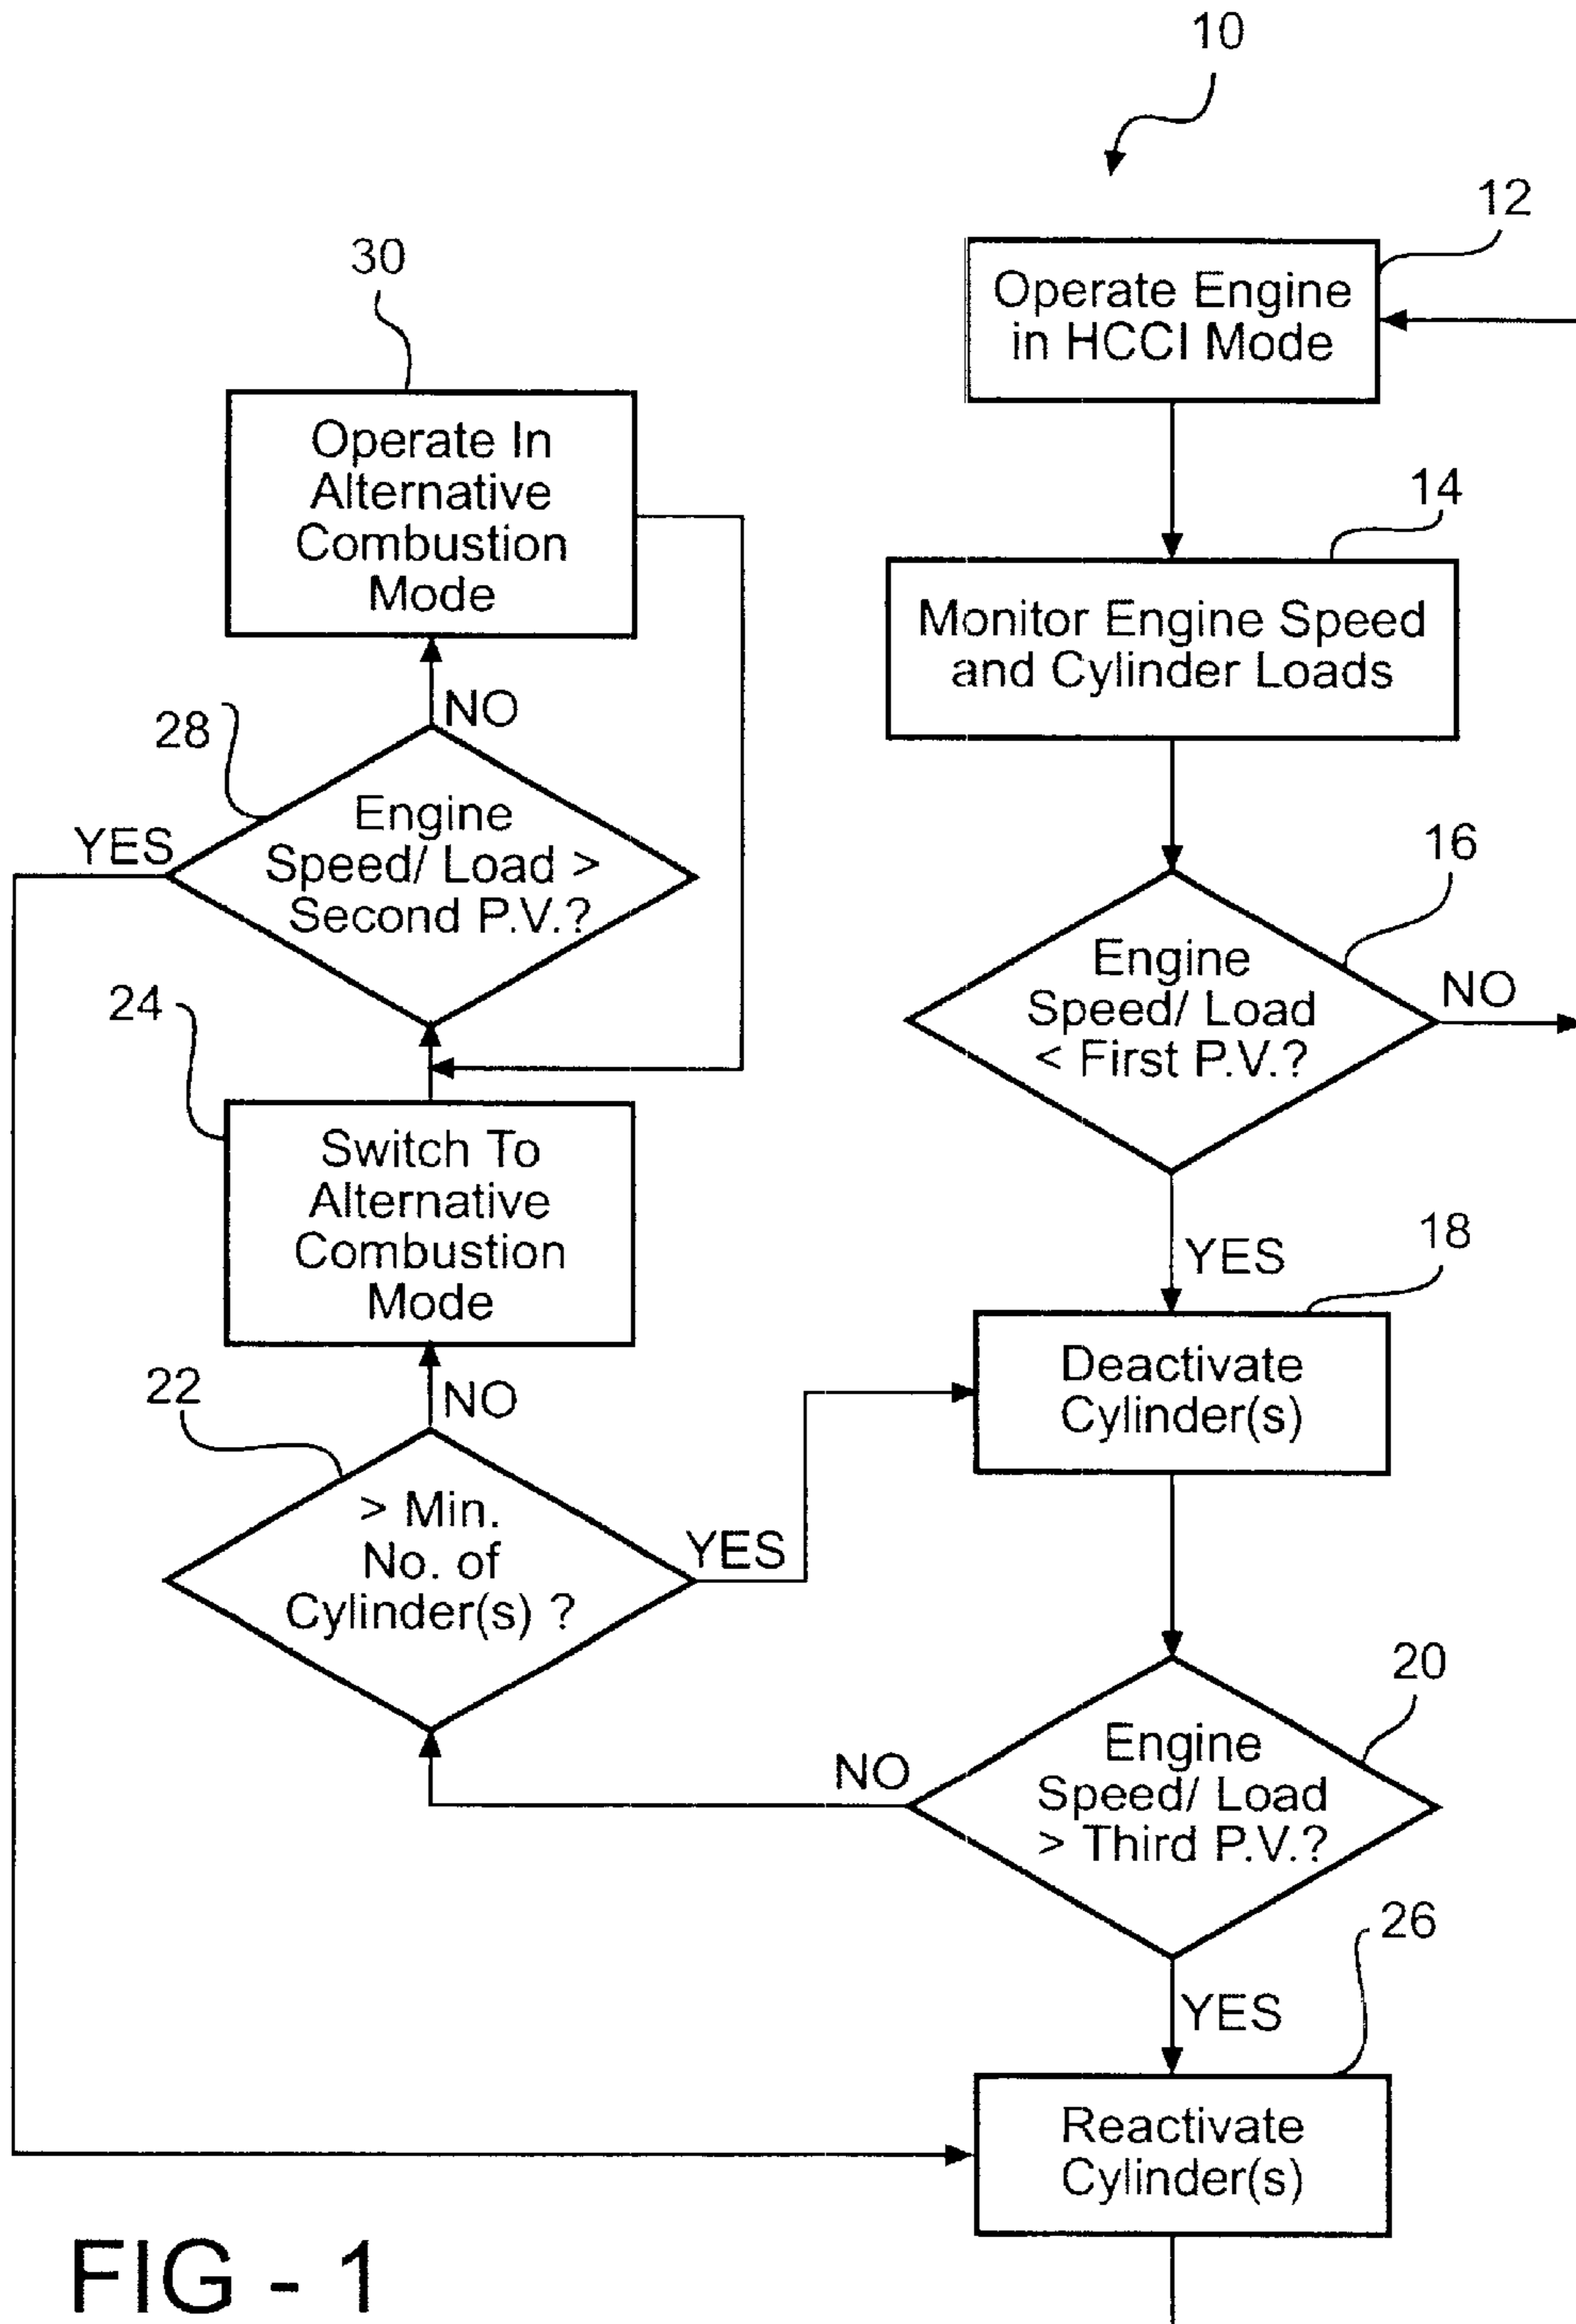 10
12
Operate Engine
in HCCI Mode
14
Monitor Engine Speed
and Cylinder Loads
16
Engine
Speed/ Load
< First P.V.?
NO
YES
18
Deactivate
Cylinder(s)
20
Engine
Speed/ Load
> Third P.V.?
NO
YES
26
Reactivate
Cylinder(s)
22
> Min.
No. of
Cylinder(s) ?
YES
NO
24
Switch To
Alternative
Combustion
Mode
28
Engine
Speed/ Load >
Second P.V.?
YES
NO
30
Operate In
Alternative
Combustion
Mode
FIG - 1